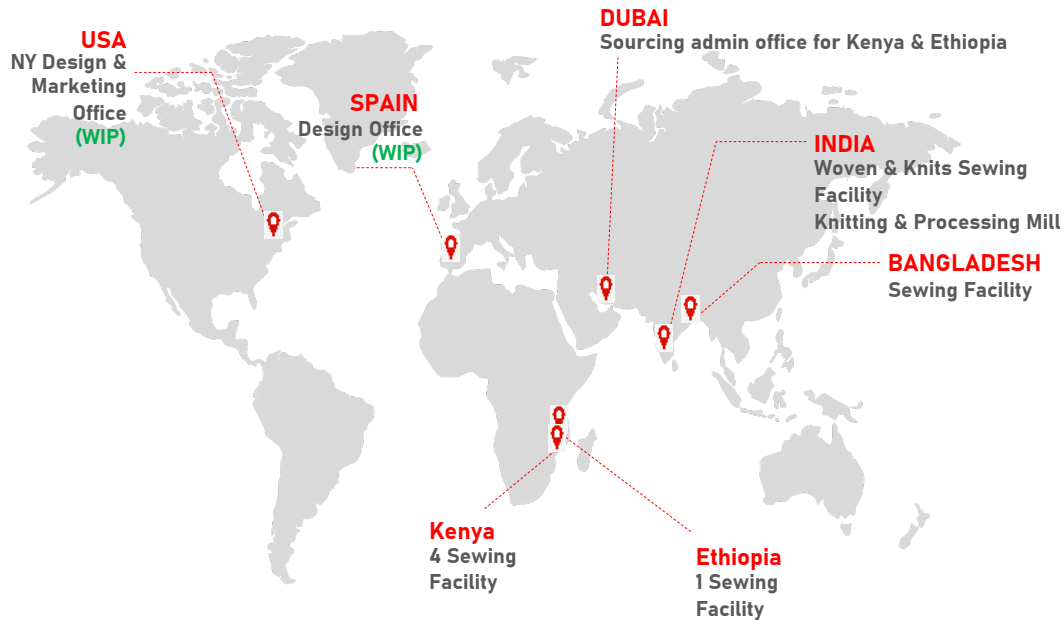 USA
NY Design &
Marketing
Office
(WIP)
SPAIN
Design Office
(WIP)
DUBAI
Sourcing admin office for Kenya & Ethiopia
INDIA
Woven & Knits Sewing
Facility
Knitting & Processing Mill
BANGLADESH
Sewing Facility
Kenya
4 Sewing
Facility
Ethiopia
1 Sewing
Facility